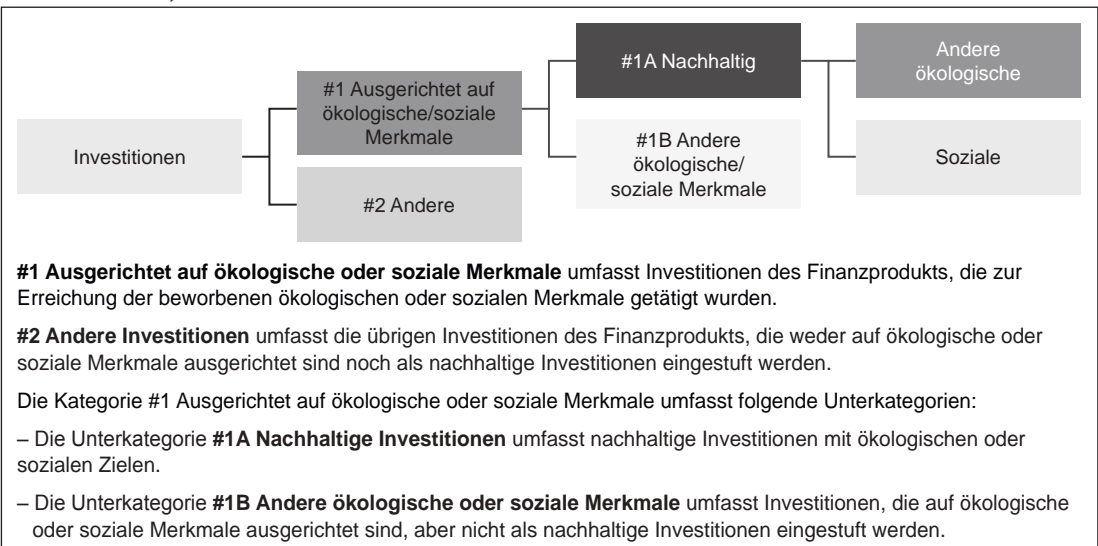 Investitionen
#1 Ausgerichtet auf
ökologische/soziale
Merkmale
#2 Andere
#1A Nachhaltig
#1B Andere
ökologische/
soziale Merkmale
Andere
ökologische
Soziale
#1 Ausgerichtet auf ökologische oder soziale Merkmale umfasst Investitionen des Finanzprodukts, die zur
Erreichung der beworbenen ökologischen oder sozialen Merkmale getätigt wurden.
#2 Andere Investitionen umfasst die übrigen Investitionen des Finanzprodukts, die weder auf ökologische oder
soziale Merkmale ausgerichtet sind noch als nachhaltige Investitionen eingestuft werden.
Die Kategorie #1 Ausgerichtet auf ökologische oder soziale Merkmale umfasst folgende Unterkategorien:
– Die Unterkategorie #1A Nachhaltige Investitionen umfasst nachhaltige Investitionen mit ökologischen oder
sozialen Zielen.
– Die Unterkategorie #1B Andere ökologische oder soziale Merkmale umfasst Investitionen, die auf ökologische
oder soziale Merkmale ausgerichtet sind, aber nicht als nachhaltige Investitionen eingestuft werden.